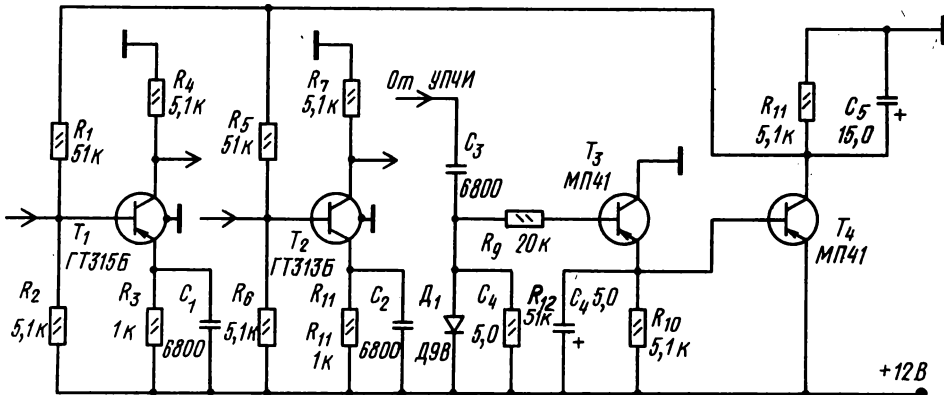 R4
5,1к
R1
51к
T1
ГТ315Б
R2
5,1к
R3
1к
C1
6800
R7
5,1к
R5
51к
T2
ГТ313Б
R6
5,1к
R11
R11
1к
C2
6800
От УПЧИ
C3
6800
R9
20к
Д1
Д9В
C4
5,0
R12
51к
C4 5,0
+
T3
МП41
R10
5,1к
R11
5,1к
C5
15,0
+
T4
МП41
+12В